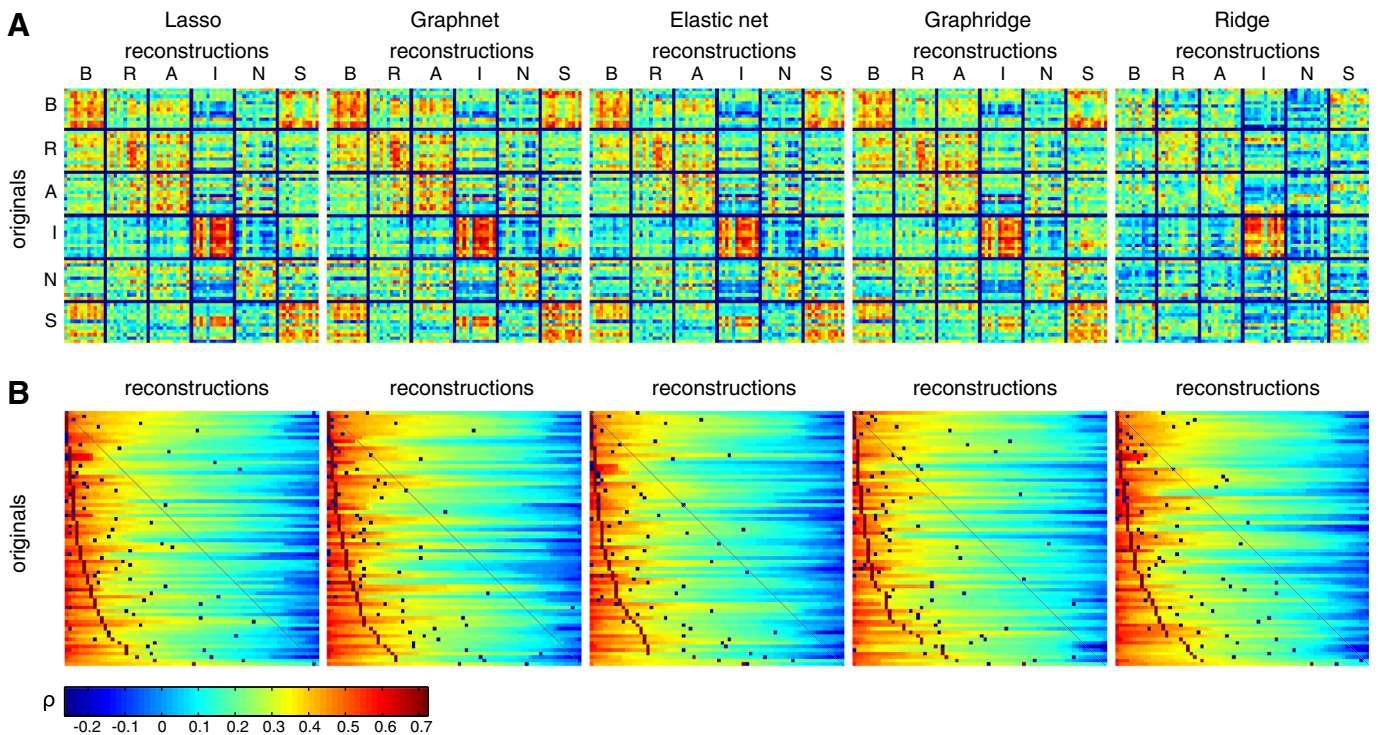 A
Lasso Graphnet Elastic net Graphridge Ridge
reconstructions reconstructions reconstructions reconstructions reconstructions
B R A I N S B R A I N S B R A I N S B R A I N S B R A I N S
originals
B
R
A
I
N
S
B
reconstructions reconstructions reconstructions reconstructions reconstructions
originals
ρ
-0.2 -0.1 0 0.1 0.2 0.3 0.4 0.5 0.6 0.7